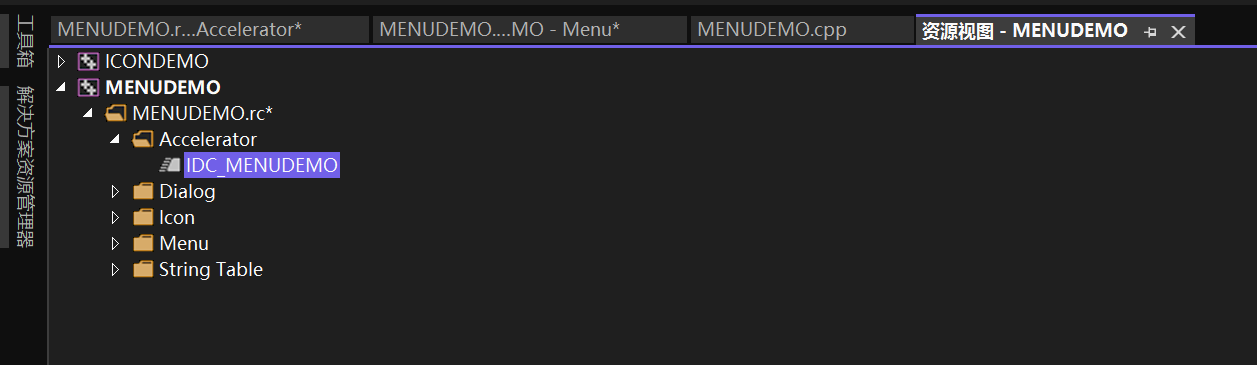 MENUDEMO.r...Accelerator*
MENUDEMO....MO - Menu*
MENUDEMO.cpp
资源视图 - MENUDEMO
工具箱
解决方案资源管理器
ICONDEMO
MENUDEMO
MENUDEMO.rc*
Accelerator
IDC_MENUDEMO
Dialog
Icon
Menu
String Table